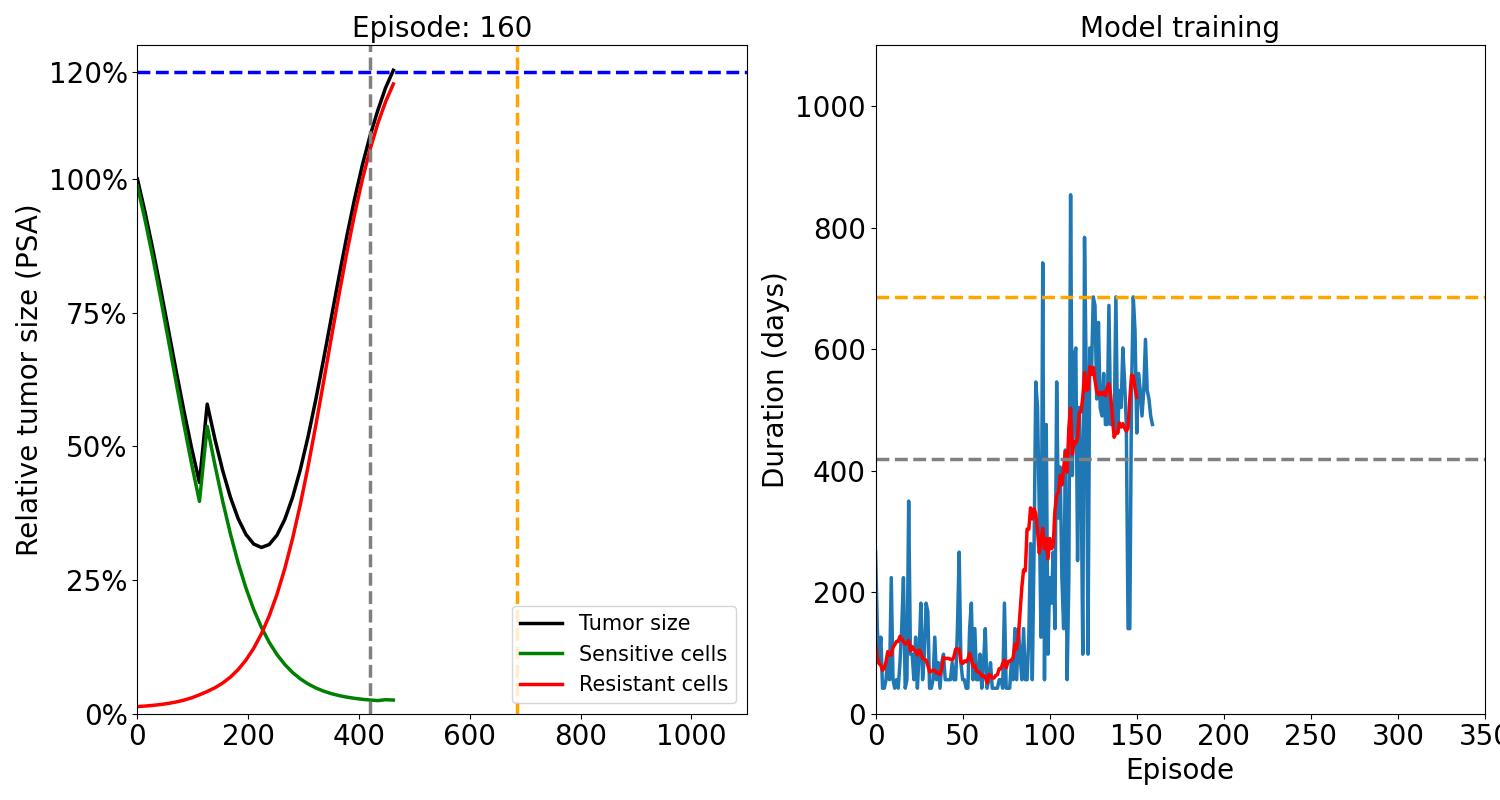 Episode: 160
Relative tumor size (PSA)
120%
100%
75%
50%
25%
0%
0 200 400 600 800 1000
Tumor size
Sensitive cells
Resistant cells
Model training
Duration (days)
1000
800
600
400
200
0
0 50 100 150 200 250 300 350
Episode